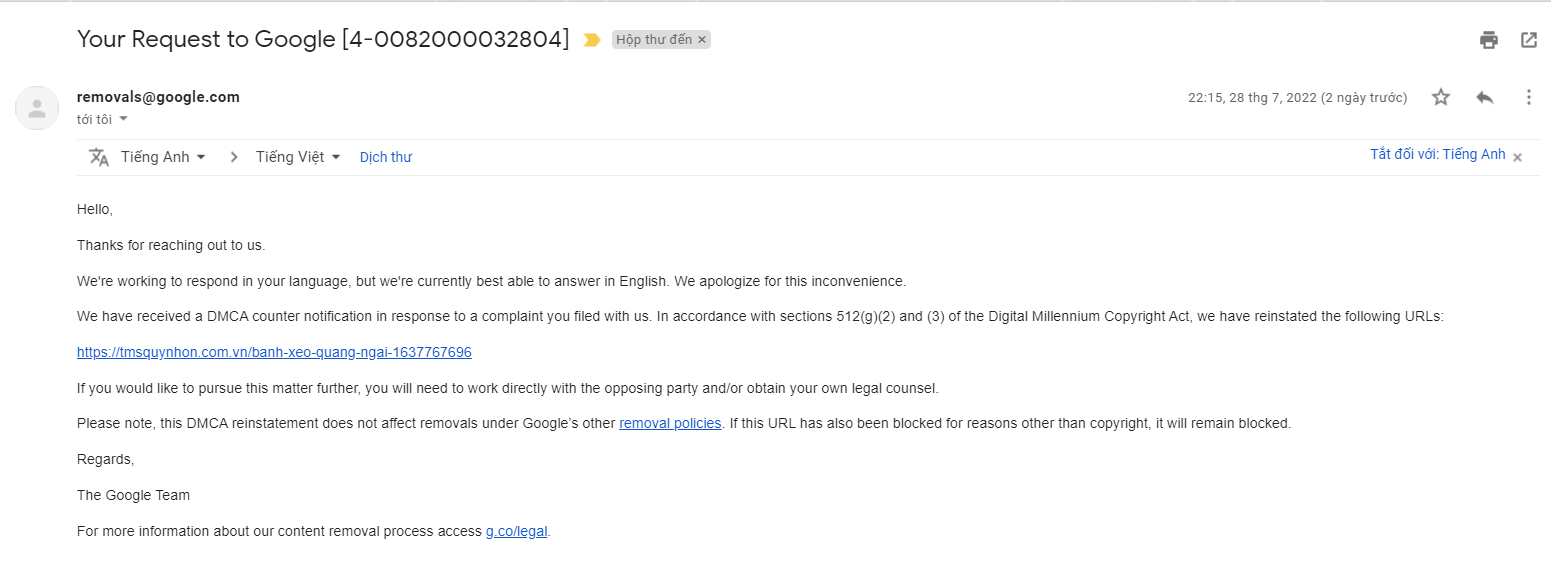 Your Request to Google [4-0082000032804] Hộp thư đến ×
removals@google.com 22:15, 28 thg 7, 2022 (2 ngày trước)
tới tôi
Tiếng Anh > Tiếng Việt Dịch thư Tắt đối với: Tiếng Anh ×
Hello,
Thanks for reaching out to us.
We're working to respond in your language, but we're currently best able to answer in English. We apologize for this inconvenience.
We have received a DMCA counter notification in response to a complaint you filed with us. In accordance with sections 512(g)(2) and (3) of the Digital Millennium Copyright Act, we have reinstated the following URLs:
https://tmsquynhon.com.vn/banh-xeo-quang-ngai-1637767696
If you would like to pursue this matter further, you will need to work directly with the opposing party and/or obtain your own legal counsel.
Please note, this DMCA reinstatement does not affect removals under Google’s other removal policies. If this URL has also been blocked for reasons other than copyright, it will remain blocked.
Regards,
The Google Team
For more information about our content removal process access g.co/legal.